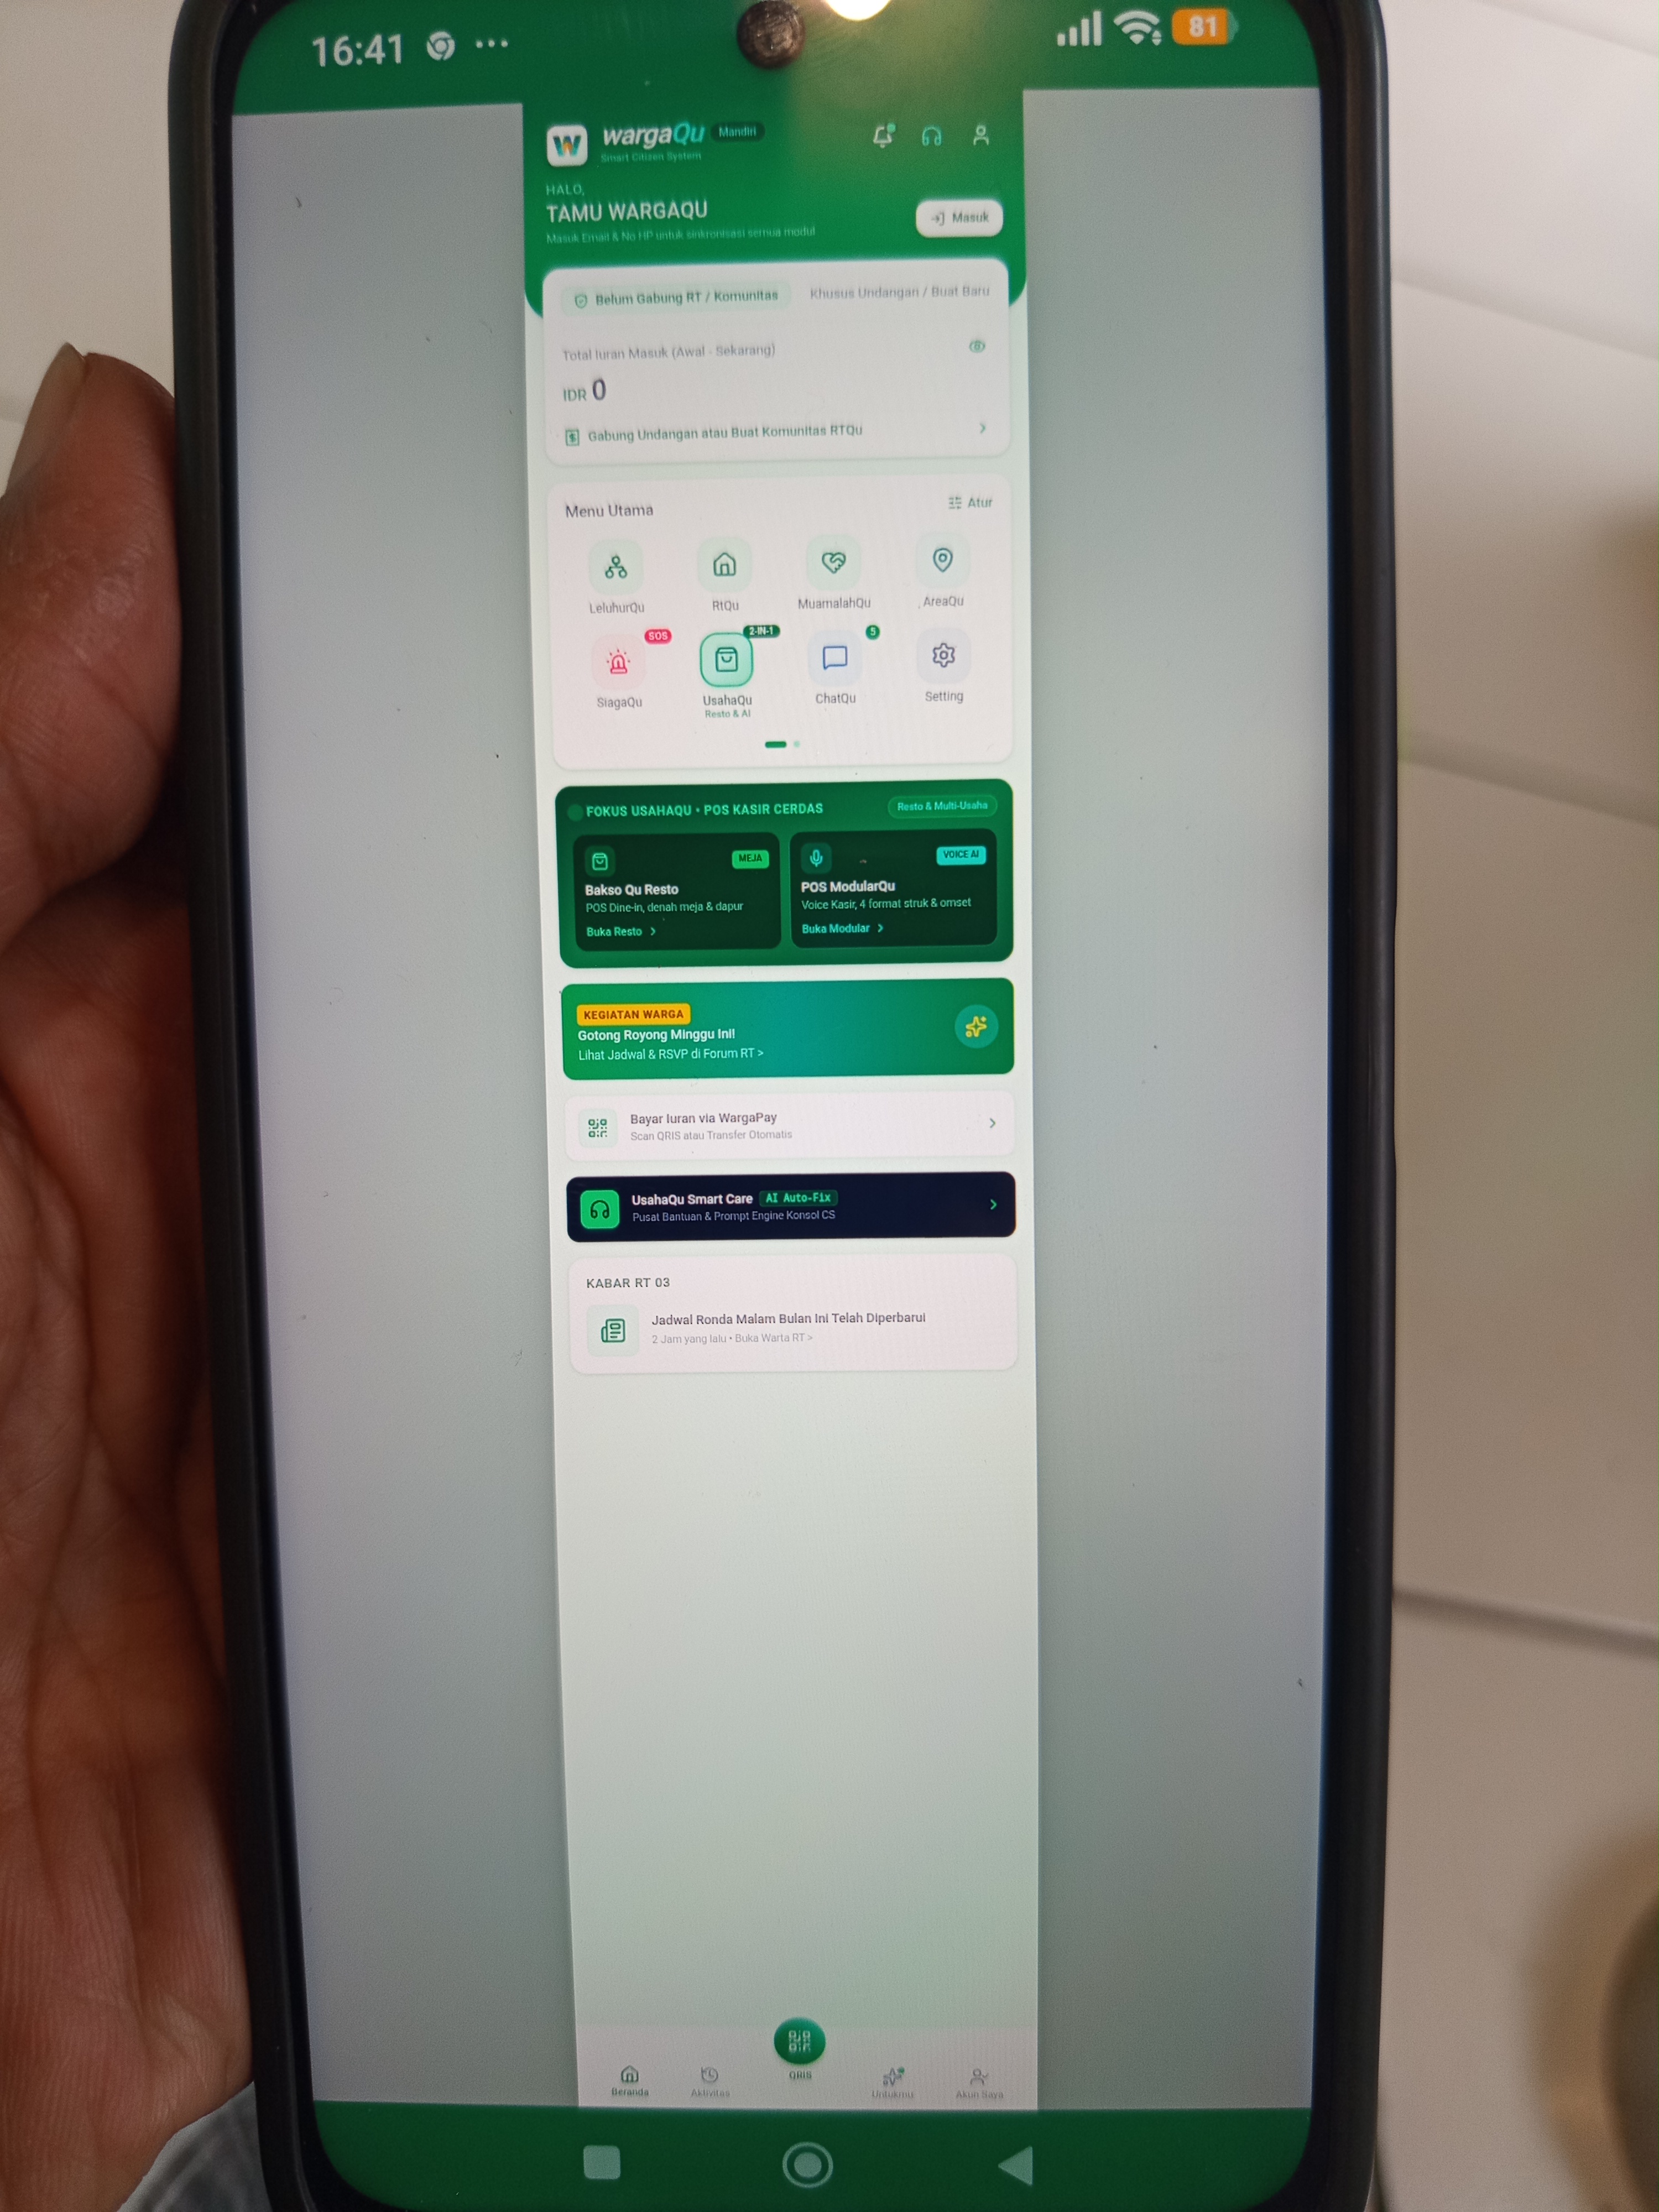 16:41
81
wargaQu Mandiri
Smart Citizen System
HALO,
TAMU WARGAQU
Masuk
Masuk Email & No HP untuk sinkronisasi semua modul
Belum Gabung RT / Komunitas
Khusus Undangan / Buat Baru
Total Iuran Masuk (Awal - Sekarang)
IDR 0
Gabung Undangan atau Buat Komunitas RTQu
Menu Utama
Atur
LeluhurQu
RtQu
MuamalahQu
AreaQu
SOS
2-IN-1
5
SiagaQu
UsahaQu
Resto & AI
ChatQu
Setting
FOKUS USAHAQU • POS KASIR CERDAS
Resto & Multi-Usaha
MEJA
Bakso Qu Resto
POS Dine-in, denah meja & dapur
Buka Resto >
VOICE AI
POS ModularQu
Voice Kasir, 4 format struk & omset
Buka Modular >
KEGIATAN WARGA
Gotong Royong Minggu Ini!
Lihat Jadwal & RSVP di Forum RT >
Bayar Iuran via WargaPay
Scan QRIS atau Transfer Otomatis
UsahaQu Smart Care AI Auto-Fix
Pusat Bantuan & Prompt Engine Konsol CS
KABAR RT 03
Jadwal Ronda Malam Bulan Ini Telah Diperbarui
2 Jam yang lalu • Buka Warta RT >
Beranda
Aktivitas
QRIS
Untukmu
Akun Saya